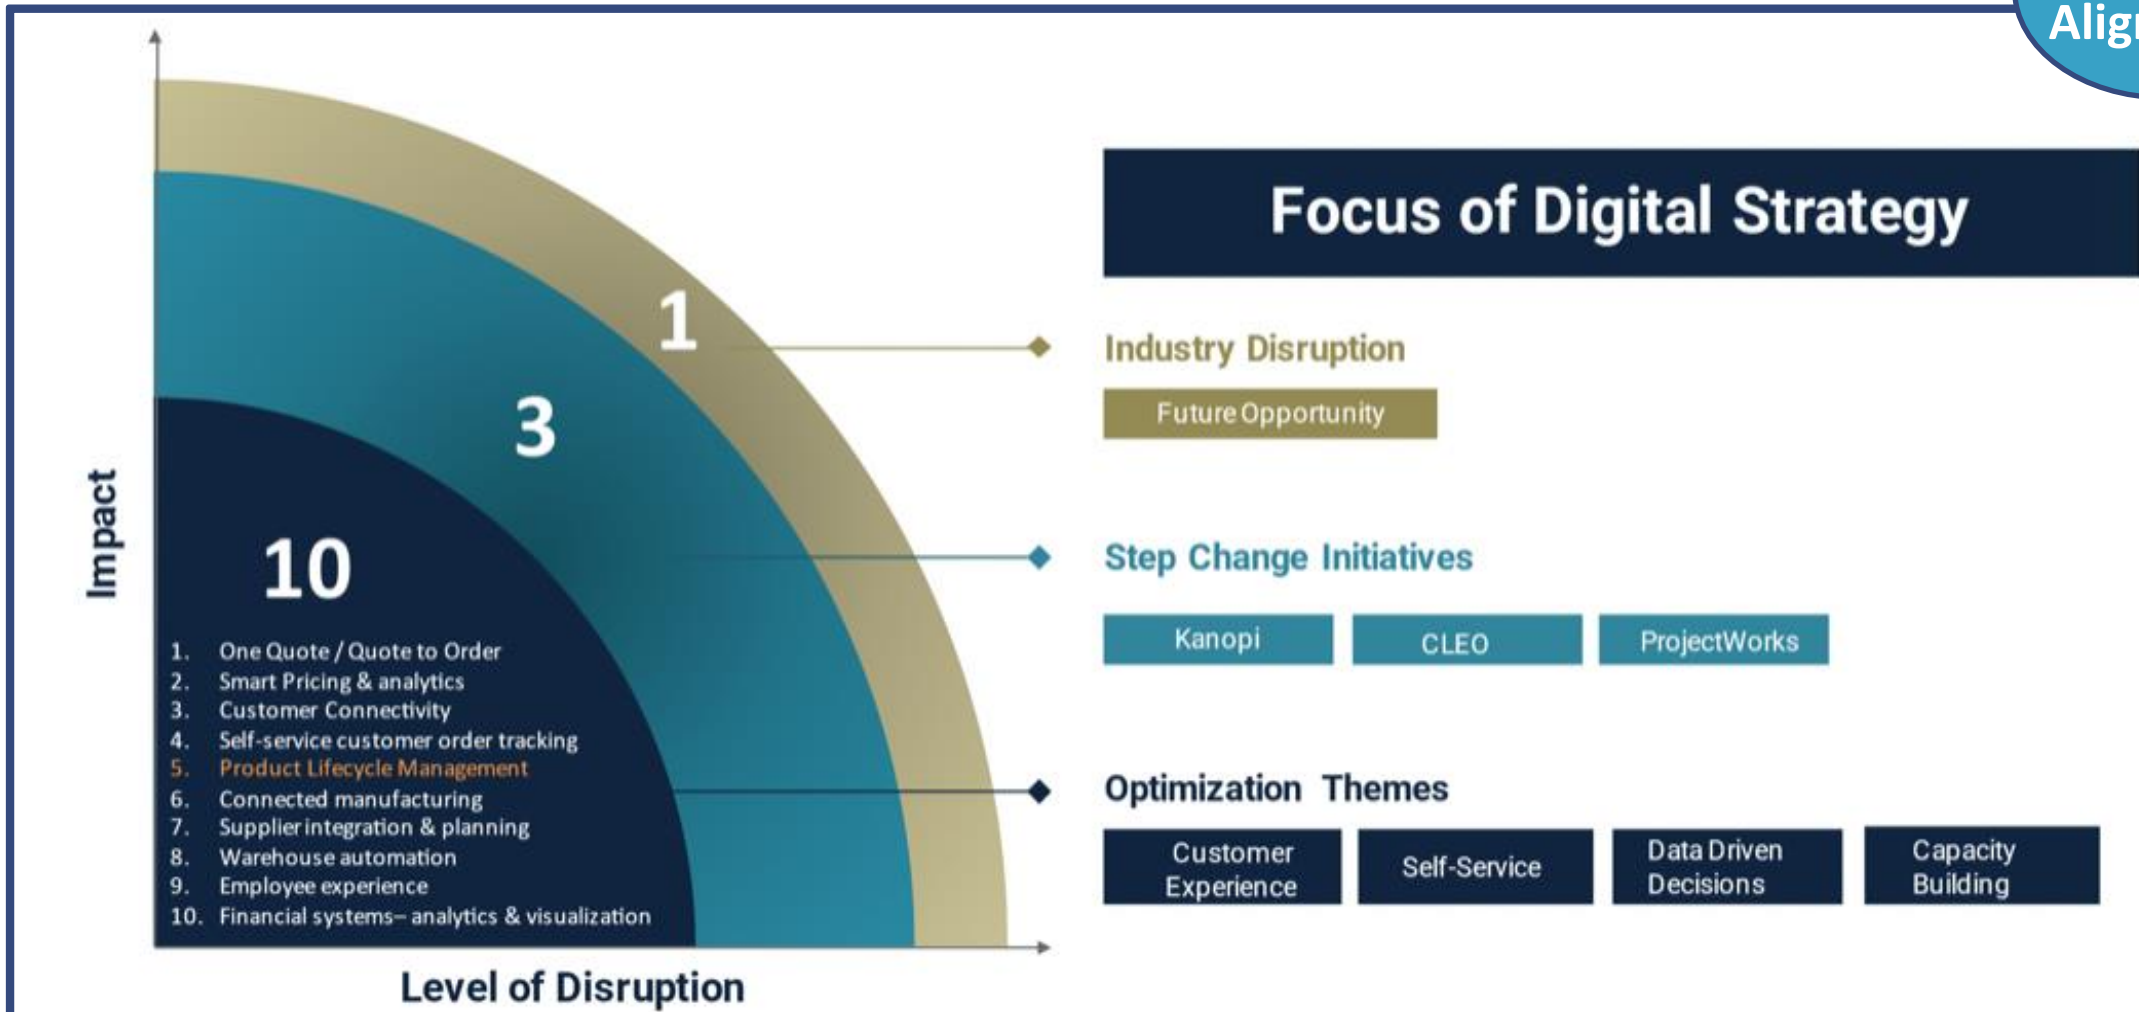 Focus of Digital Strategy
1
Industry Disruption
Future Opportunity
3
Step Change Initiatives
Kanopi
CLEO
ProjectWorks
Impact
10
1. One Quote / Quote to Order
2. Smart Pricing & analytics
3. Customer Connectivity
4. Self-service customer order tracking
5. Product Lifecycle Management
6. Connected manufacturing
7. Supplier integration & planning
8. Warehouse automation
9. Employee experience
10. Financial systems– analytics & visualization
Optimization Themes
Customer
Experience
Self-Service
Data Driven
Decisions
Capacity
Building
Level of Disruption